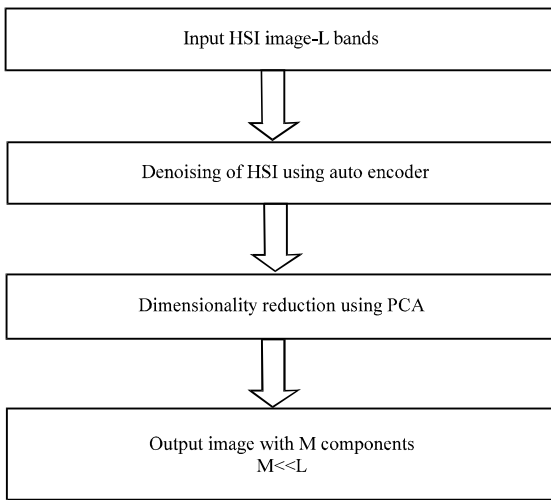 Input HSI image-L bands
Denoising of HSI using auto encoder
Dimensionality reduction using PCA
Output image with M components
M<<L